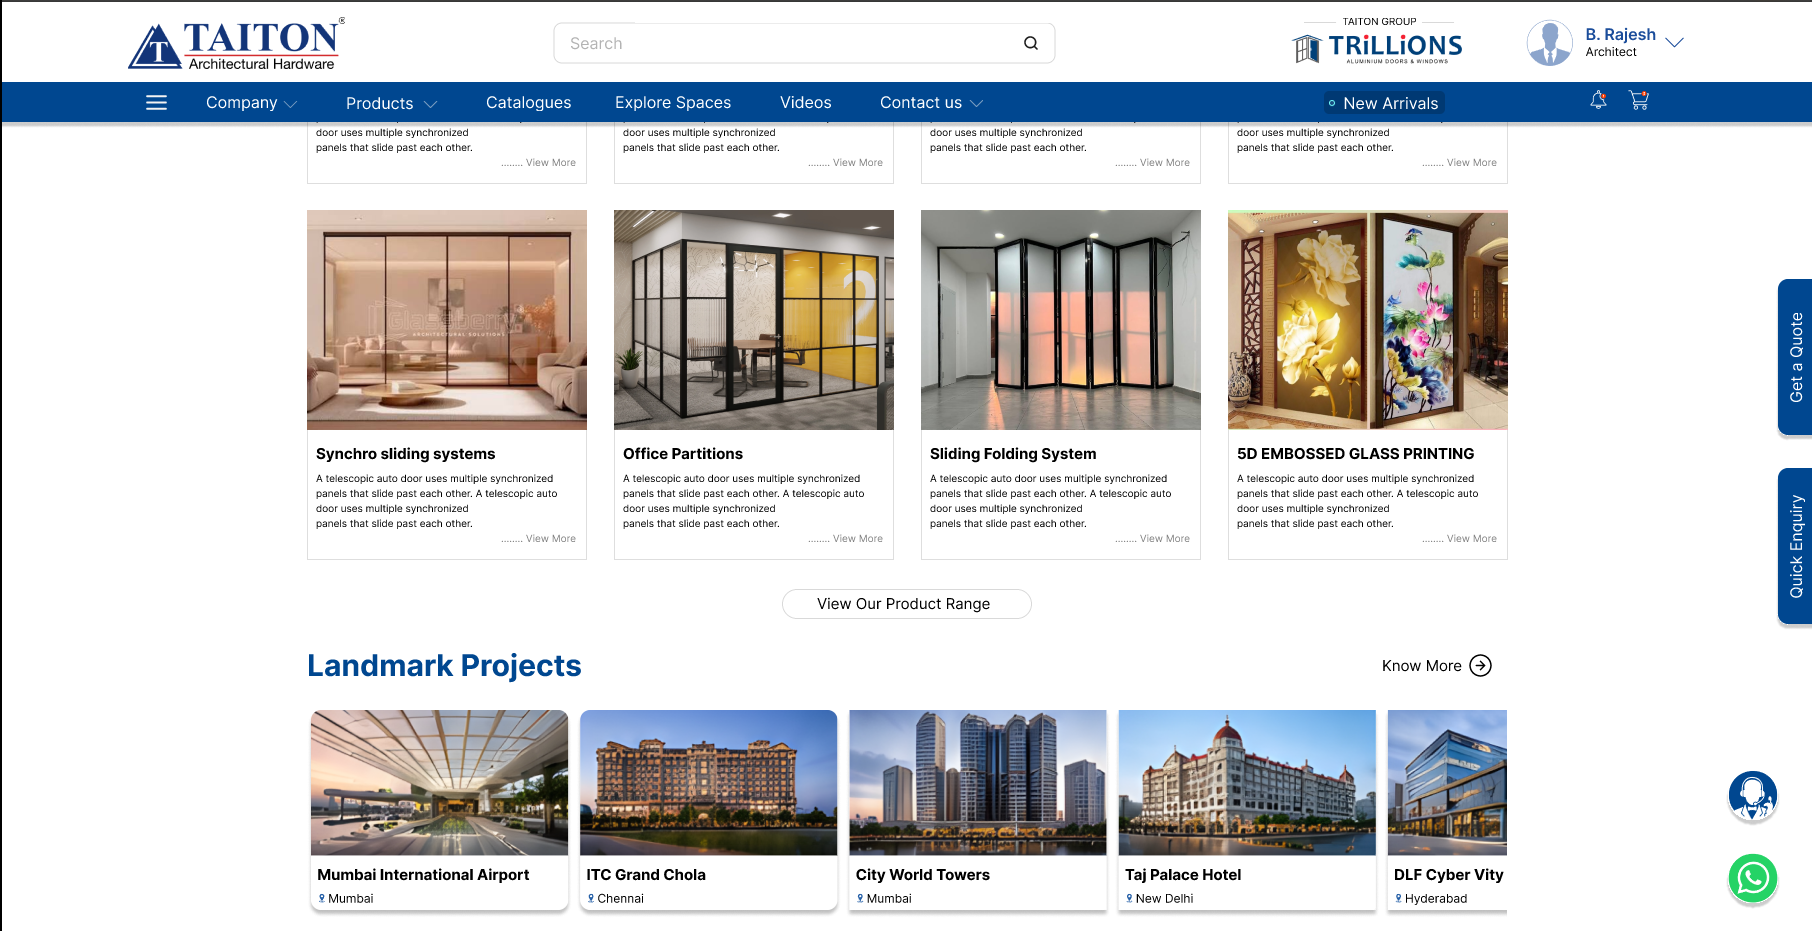 TAITON®
Architectural Hardware
Search
TAITON GROUP
TRiLLiONS
ALUMINIUM DOORS & WINDOWS
B. Rajesh
Architect
Company
Products
Catalogues
Explore Spaces
Videos
Contact us
New Arrivals
door uses multiple synchronized
panels that slide past each other.
........ View More
door uses multiple synchronized
panels that slide past each other.
........ View More
door uses multiple synchronized
panels that slide past each other.
........ View More
door uses multiple synchronized
panels that slide past each other.
........ View More
Glassberry
ARCHITECTURAL SOLUTIONS
2
Synchro sliding systems
A telescopic auto door uses multiple synchronized
panels that slide past each other. A telescopic auto
door uses multiple synchronized
panels that slide past each other.
........ View More
Office Partitions
A telescopic auto door uses multiple synchronized
panels that slide past each other. A telescopic auto
door uses multiple synchronized
panels that slide past each other.
........ View More
Sliding Folding System
A telescopic auto door uses multiple synchronized
panels that slide past each other. A telescopic auto
door uses multiple synchronized
panels that slide past each other.
........ View More
5D EMBOSSED GLASS PRINTING
A telescopic auto door uses multiple synchronized
panels that slide past each other. A telescopic auto
door uses multiple synchronized
panels that slide past each other.
........ View More
Get a Quote
Quick Enquiry
View Our Product Range
Landmark Projects
Know More
Mumbai International Airport
Mumbai
ITC Grand Chola
Chennai
City World Towers
Mumbai
Taj Palace Hotel
New Delhi
DLF Cyber Vity
Hyderabad